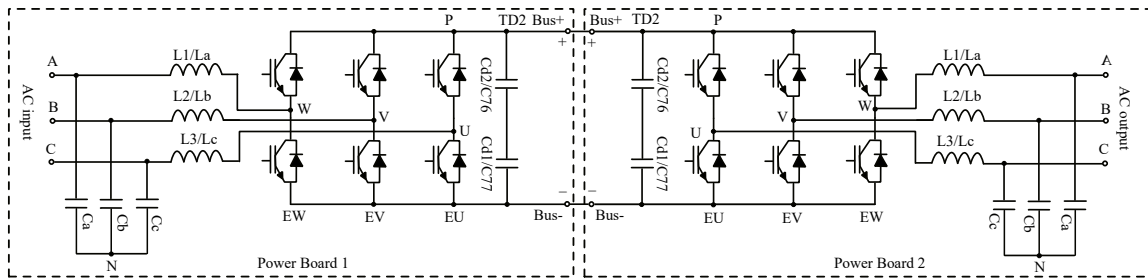 P TD2 Bus+ Bus+ TD2 P
+ +
A L1/La Cd2/C76 Cd2/C76 L1/La A
AC input W W AC output
B L2/Lb V V L2/Lb B
C L3/Lc U U L3/Lc C
Cd1/C77 Cd1/C77
− −
EW EV EU Bus- Bus- EU EV EW
Ca Cb Cc Cc Cb Ca
N N
Power Board 1 Power Board 2